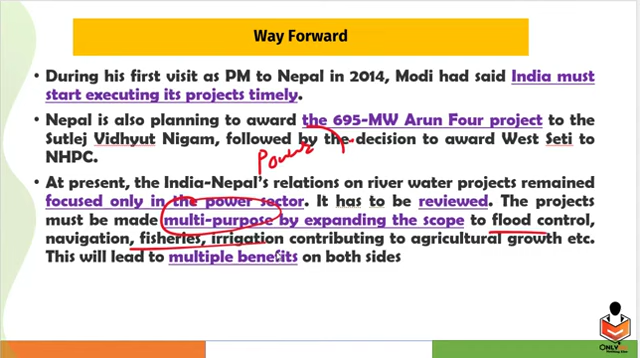 Way Forward
• During his first visit as PM to Nepal in 2014, Modi had said India must
start executing its projects timely.
• Nepal is also planning to award the 695-MW Arun Four project to the
Sutlej Vidhyut Nigam, followed by the decision to award West Seti to
NHPC.
Power
• At present, the India-Nepal's relations on river water projects remained
focused only in the power sector. It has to be reviewed. The projects
must be made multi-purpose by expanding the scope to flood control,
navigation, fisheries, irrigation contributing to agricultural growth etc.
This will lead to multiple benefits on both sides